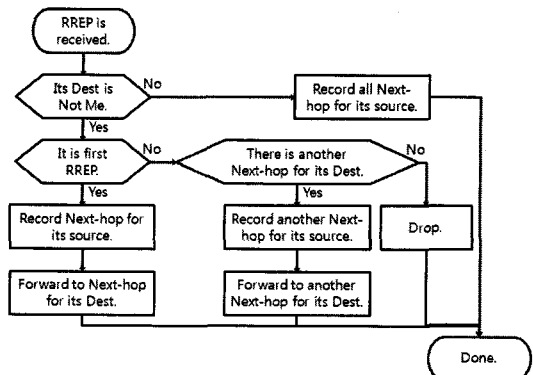 RREP is
received.
Its Dest is
Not Me.
No
Record all Next-
hop for its source.
Yes
It is first
RREP.
No
There is another
Next-hop for its Dest.
No
Yes
Yes
Record Next-hop for
its source.
Record another Next-
hop for its source.
Drop.
Forward to Next-hop
for its Dest.
Forward to another
Next-hop for its Dest.
Done.